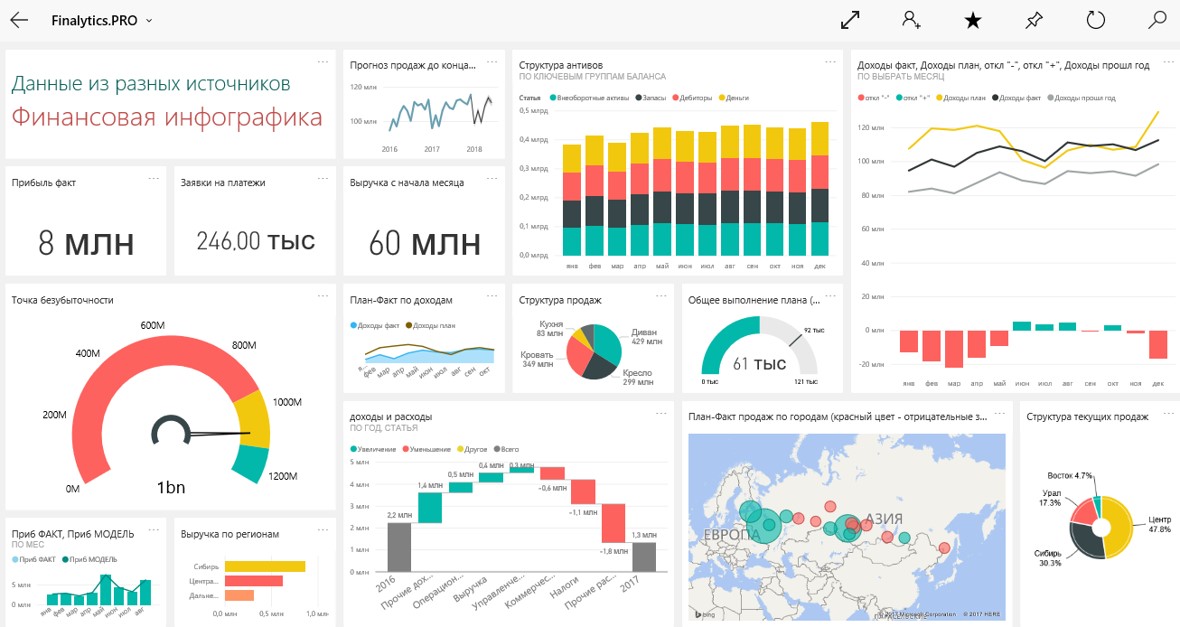 Finalytics.PRO
Данные из разных источников
Финансовая инфографика
Прогноз продаж до конца...
120 млн
100 млн
2016 2017 2018
Структура активов
ПО КЛЮЧЕВЫМ ГРУППАМ БАЛАНСА
Статья Внеоборотные активы Запасы Дебиторы Деньги
0,5 млрд
0,4 млрд
0,3 млрд
0,2 млрд
0,1 млрд
0,0 млрд
янв фев мар апр май июн июл авг сен окт ноя дек
Доходы факт, Доходы план, откл "-", откл "+", Доходы прошл год
ПО ВЫБРАТЬ МЕСЯЦ
откл "-" откл "+" Доходы план Доходы факт Доходы прошл год
120 млн
100 млн
80 млн
60 млн
40 млн
20 млн
0 млн
-20 млн
янв фев мар апр май июн июл авг сен окт ноя дек
Прибыль факт
8 млн
Заявки на платежи
246,00 тыс
Выручка с начала месяца
60 млн
Точка безубыточности
0M
200M
400M
600M
800M
1000M
1200M
1bn
План-Факт по доходам
Доходы факт Доходы план
фев мар апр май июн июл авг сен окт
Структура продаж
Кухня
83 млн
Диван
429 млн
Кровать
349 млн
Кресло
299 млн
Общее выполнение плана (...
92 тыс
61 тыс
0 тыс
121 тыс
доходы и расходы
ПО ГОД, СТАТЬЯ
Увеличение Уменьшение Другое Всего
5 млн
4 млн
3 млн
2 млн
1 млн
0 млн
2,2 млн
1,4 млн
0,5 млн
0,4 млн
0,3 млн
-0,6 млн
-1,1 млн
-1,8 млн
1,3 млн
2016
Прочие дох...
Операцион...
Выручка
Управленче...
Коммерчес...
Налоги
Прочие рас...
2017
План-Факт продаж по городам (красный цвет - отрицательные з...
ЕВРОПА
АЗИЯ
bing
© 2017 Microsoft Corporation © 2017 HERE
Структура текущих продаж
Восток 4.7%
Урал
17.3%
Центр
47.8%
Сибирь
30.3%
Приб ФАКТ, Приб МОДЕЛЬ
ПО МЕС
Приб ФАКТ Приб МОДЕЛЬ
5 млн
0 млн
янв фев мар апр май июн июл авг
Выручка по регионам
Сибирь
Центра...
Дальне...
0,0 млн 0,5 млн 1,0 млн